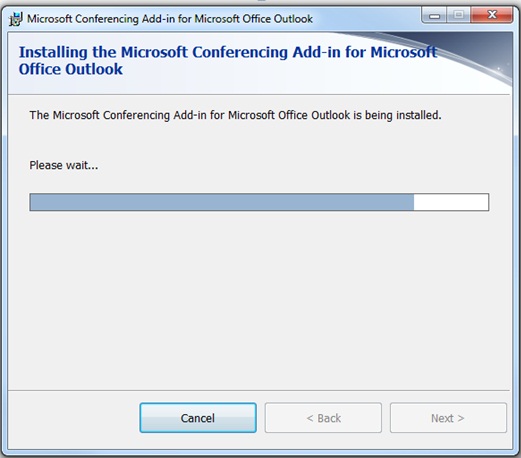 Microsoft Conferencing Add-in for Microsoft Office Outlook
Installing the Microsoft Conferencing Add-in for Microsoft
Office Outlook
The Microsoft Conferencing Add-in for Microsoft Office Outlook is being installed.
Please wait...
Cancel
< Back
Next >